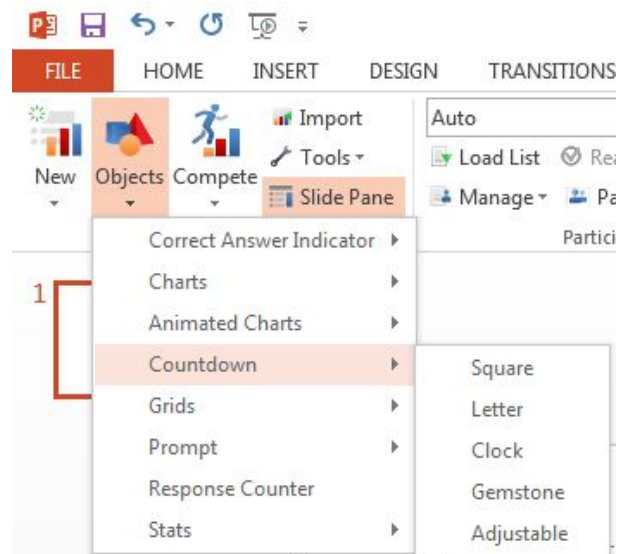 FILE HOME INSERT DESIGN TRANSITIONS
Import Auto
Tools Load List
New Objects Compete
Slide Pane Manage
Correct Answer Indicator
1
Charts
Animated Charts
Countdown Square
Grids Letter
Prompt Clock
Response Counter Gemstone
Stats Adjustable